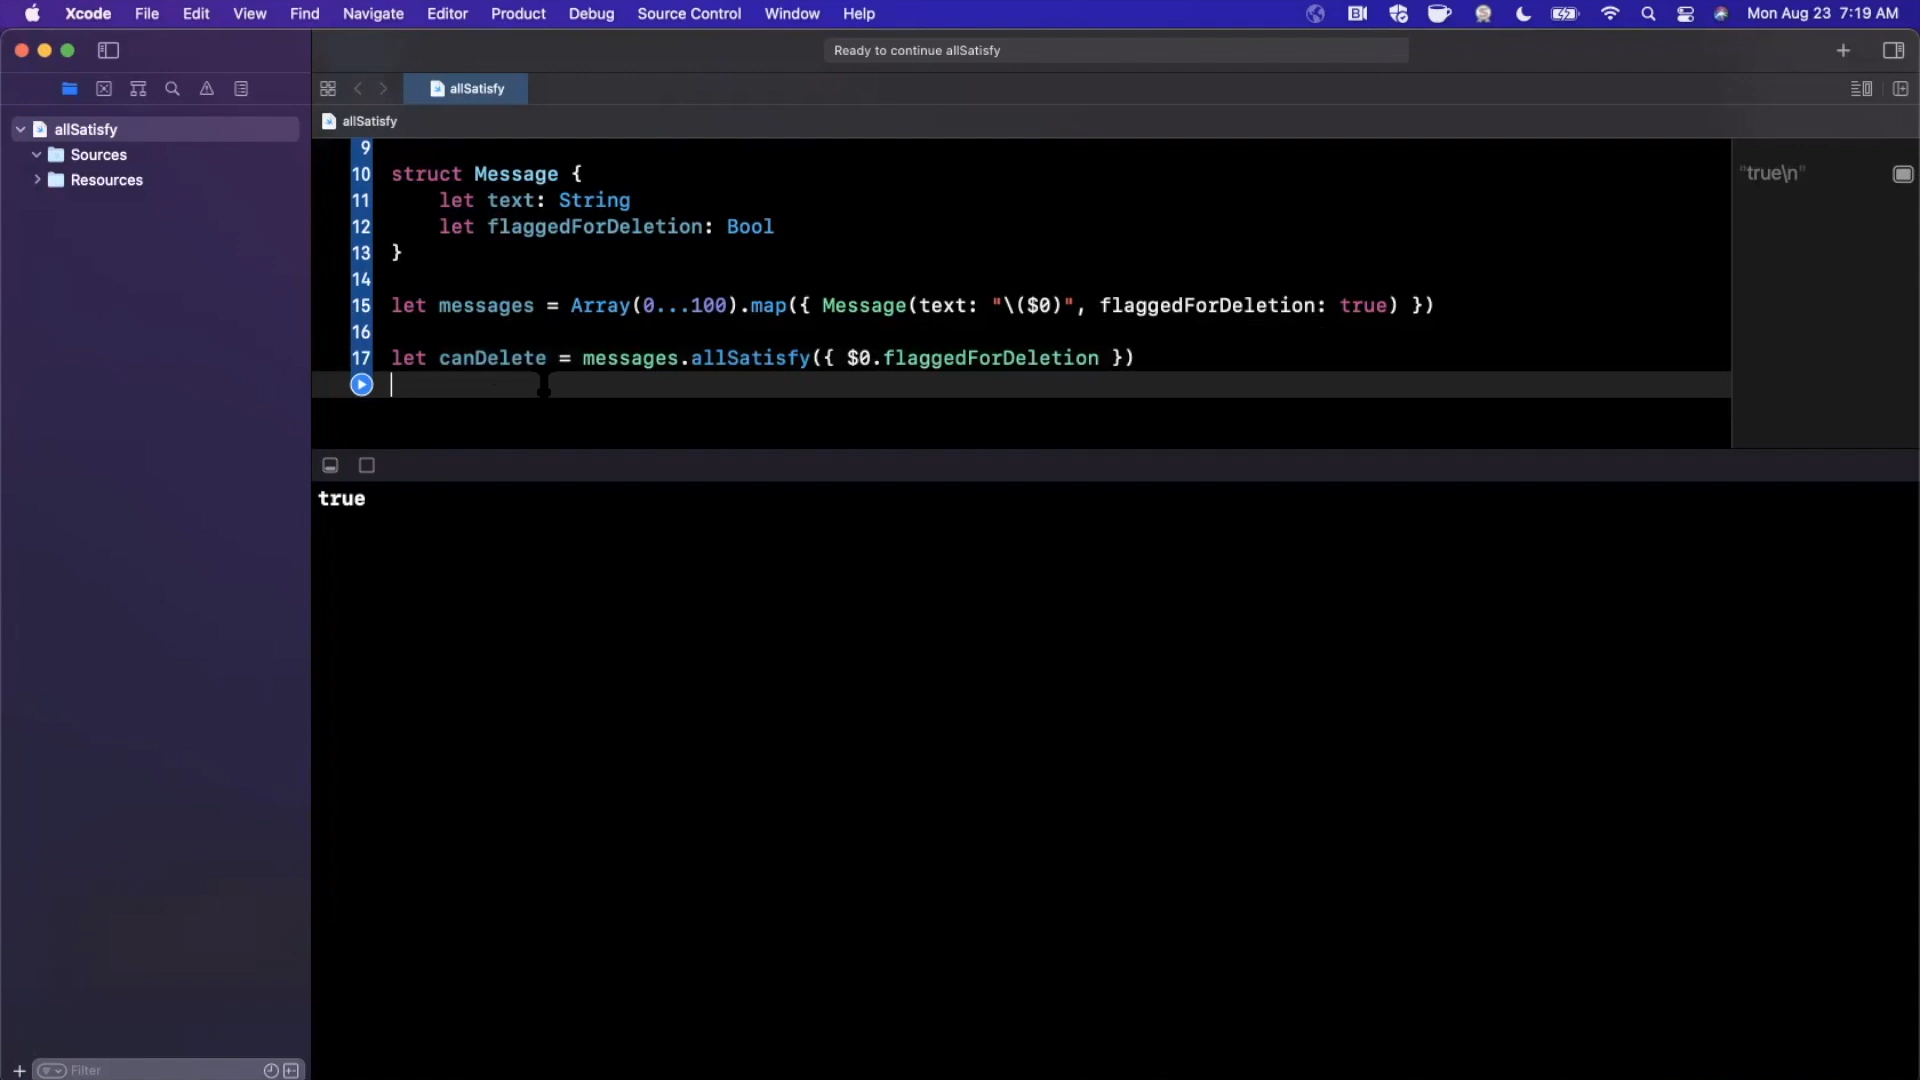 Xcode File Edit View Find Navigate Editor Product Debug Source Control Window Help Mon Aug 23 7:19 AM
Ready to continue allSatisfy
allSatisfy
allSatisfy
allSatisfy
Sources
Resources
9
10 struct Message {
11 let text: String
12 let flaggedForDeletion: Bool
13 }
14
15 let messages = Array(0...100).map({ Message(text: "\($0)", flaggedForDeletion: true) })
16
17 let canDelete = messages.allSatisfy({ $0.flaggedForDeletion })
"true\n"
true
Filter